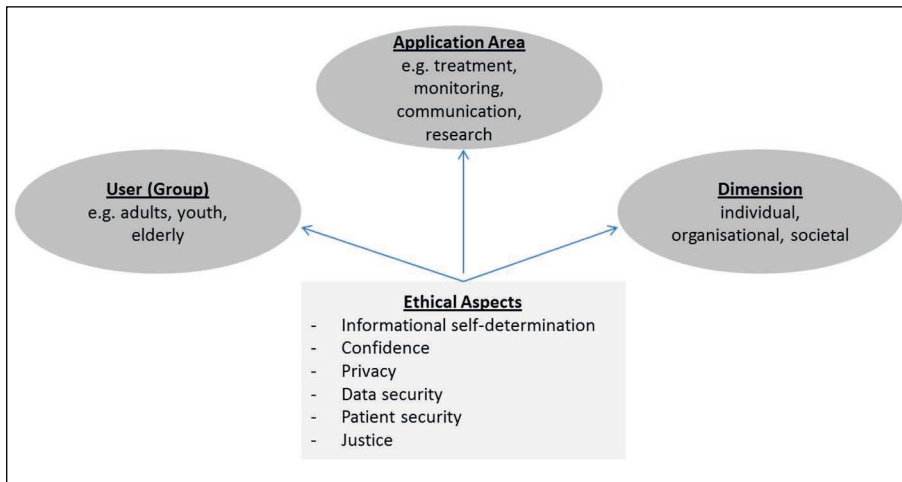 Application Area
e.g. treatment,
monitoring,
communication,
research
User (Group)
e.g. adults, youth,
elderly
Dimension
individual,
organisational, societal
Ethical Aspects
- Informational self-determination
- Confidence
- Privacy
- Data security
- Patient security
- Justice